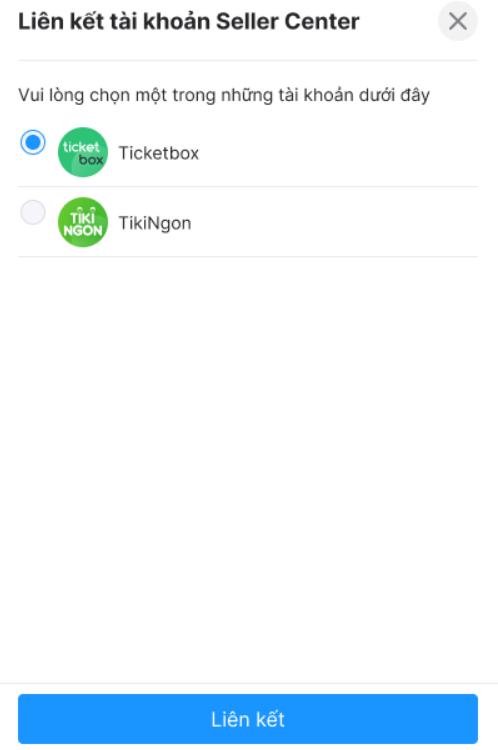 Liên kết tài khoản Seller Center
Vui lòng chọn một trong những tài khoản dưới đây
ticket
box
Ticketbox
TIKI
NGON
TikiNgon
Liên kết